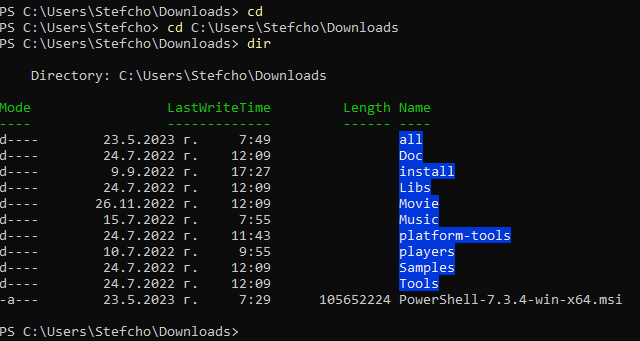 PS C:\Users\Stefcho\Downloads> cd
PS C:\Users\Stefcho> cd C:\Users\Stefcho\Downloads
PS C:\Users\Stefcho\Downloads> dir
Directory: C:\Users\Stefcho\Downloads
Mode LastWriteTime Length Name
---- ------------- ------ ----
d---- 23.5.2023 г. 7:49 all
d---- 24.7.2022 г. 12:09 Doc
d---- 9.9.2022 г. 17:27 install
d---- 24.7.2022 г. 12:09 Libs
d---- 26.11.2022 г. 12:09 Movie
d---- 15.7.2022 г. 7:55 Music
d---- 24.7.2022 г. 11:43 platform-tools
d---- 10.7.2022 г. 9:55 players
d---- 24.7.2022 г. 12:09 Samples
d---- 24.7.2022 г. 12:09 Tools
-a--- 23.5.2023 г. 7:29 105652224 PowerShell-7.3.4-win-x64.msi
PS C:\Users\Stefcho\Downloads>